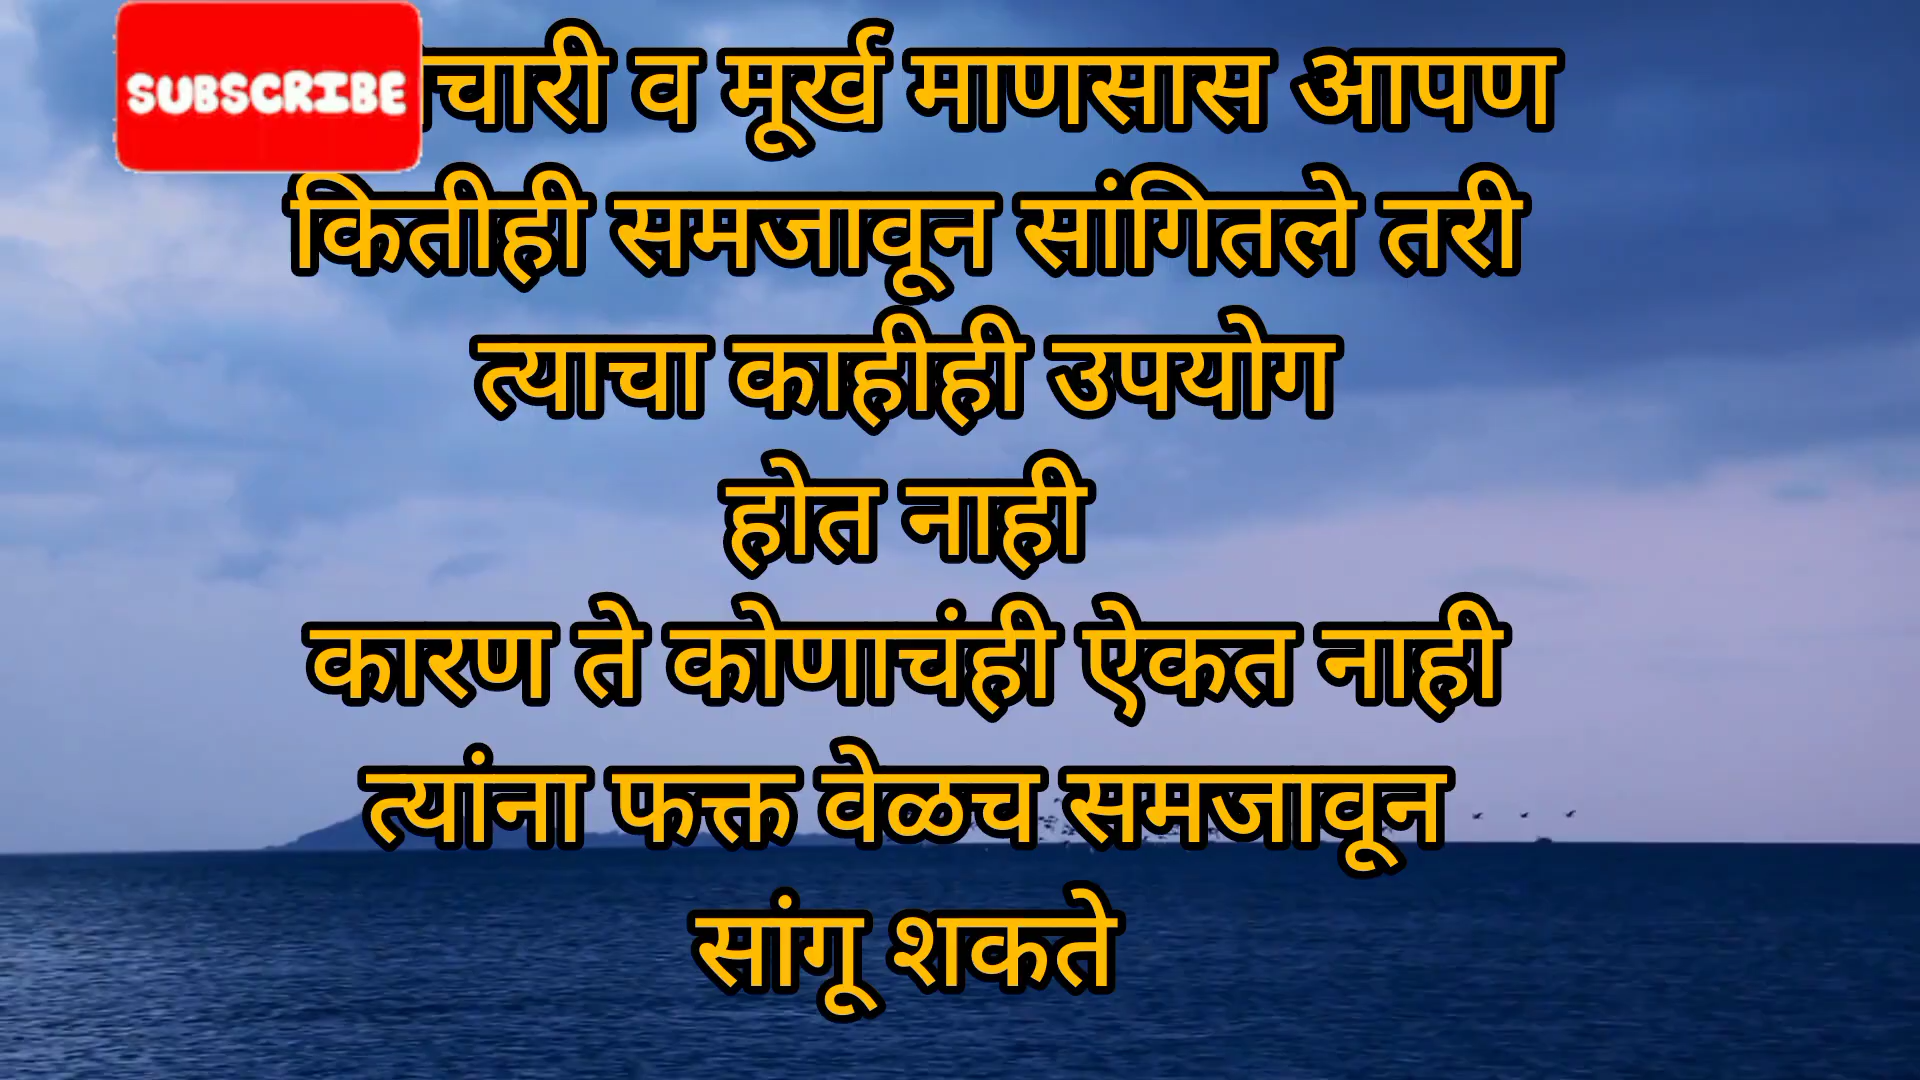 SUBSCRIBE
व मूर्ख माणसास आपण
कितीही समजावून सांगितले तरी
त्याचा काहीही उपयोग
होत नाही
कारण ते कोणाचंही ऐकत नाही
त्यांना फक्त वेळच समजावून
सांगू शकते